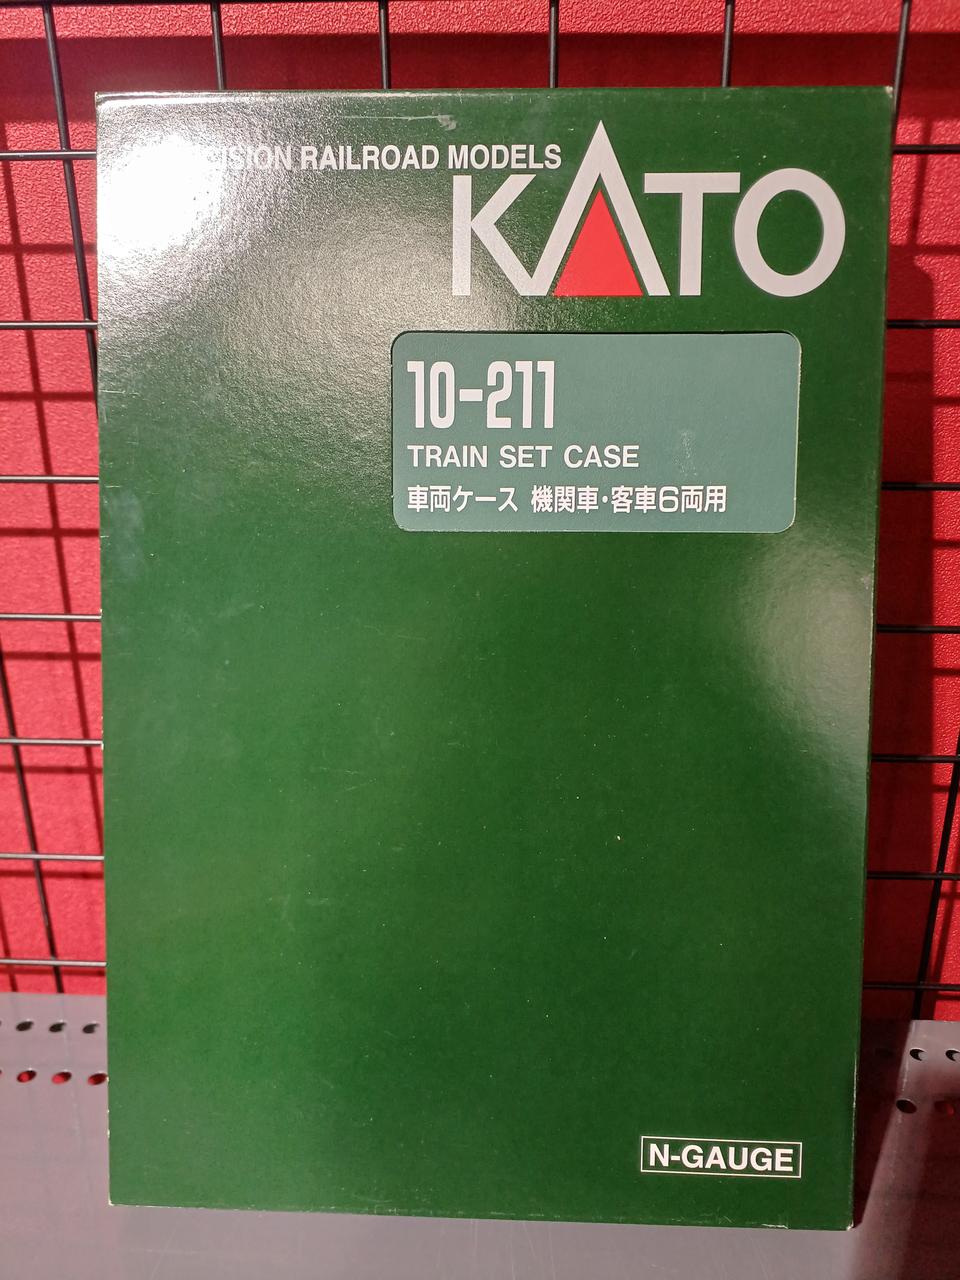 RAILROAD MODELS
KATO
10-211
TRAIN SET CASE
車両ケース 機関車・客車6両用
N-GAUGE